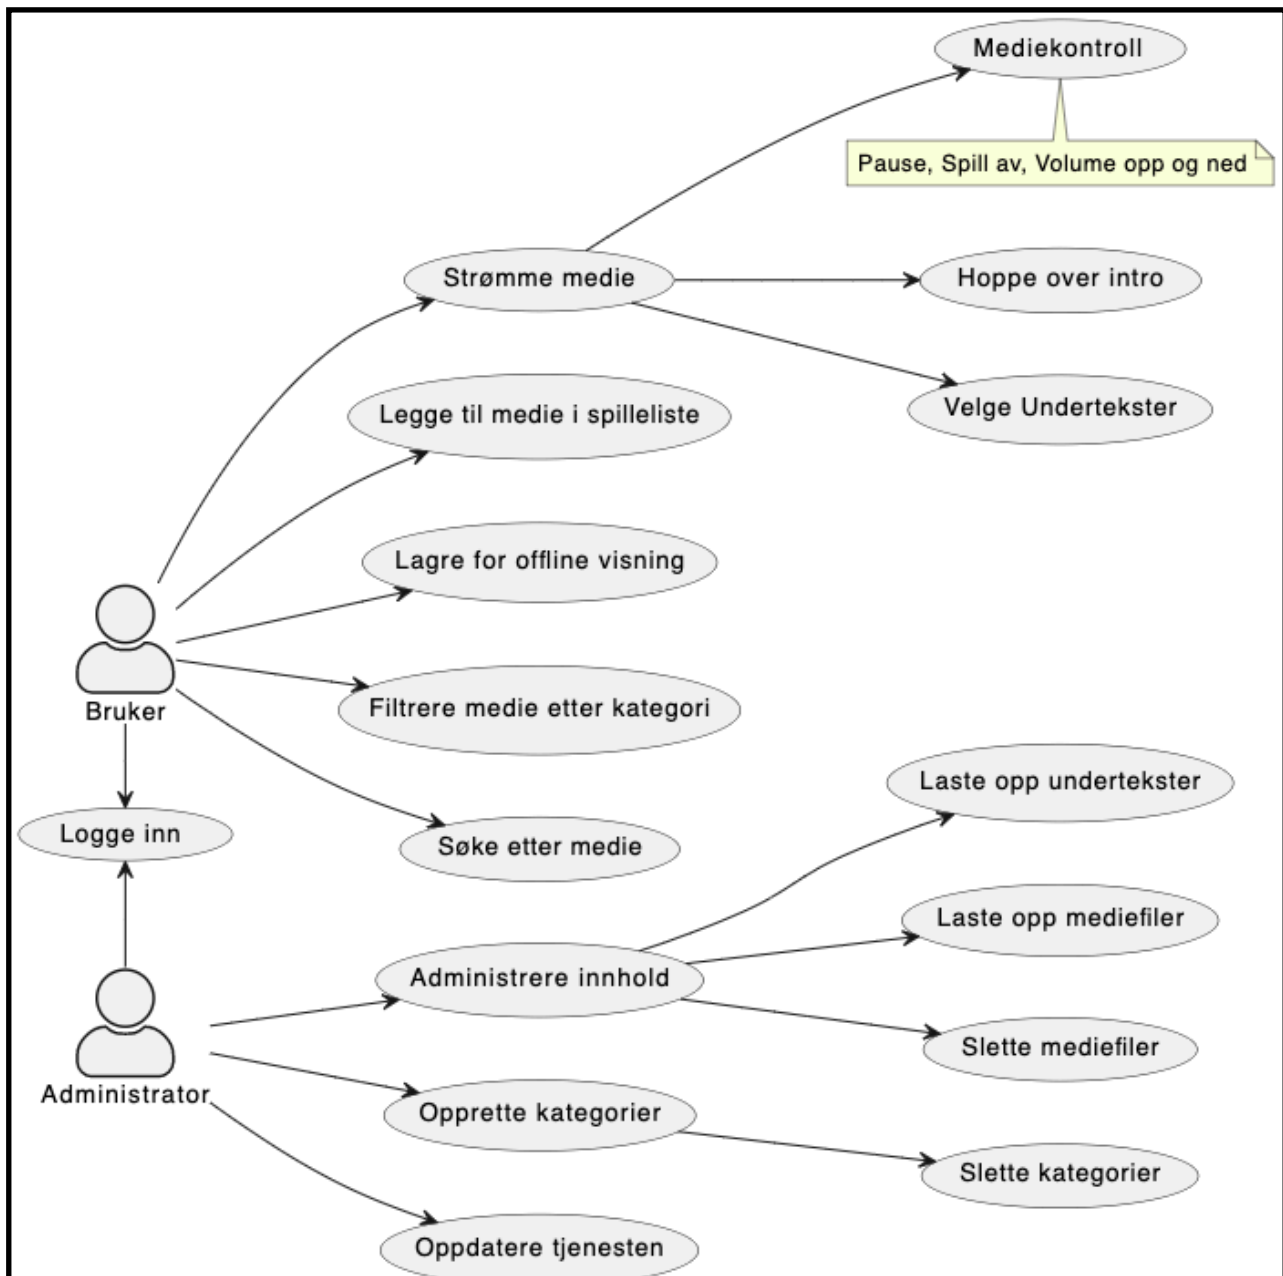 Mediekontroll
Pause, Spill av, Volume opp og ned
Strømme medie
Hoppe over intro
Velge Undertekster
Legge til medie i spilleliste
Lagre for offline visning
Filtrere medie etter kategori
Bruker
Laste opp undertekster
Logge inn
Søke etter medie
Laste opp mediefiler
Administrere innhold
Slette mediefiler
Administrator
Opprette kategorier
Slette kategorier
Oppdatere tjenesten